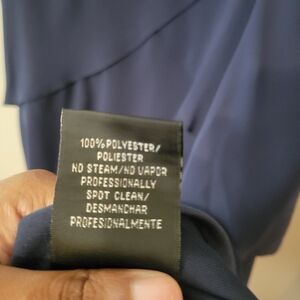 100% POLYESTER/
POLIESTER
NO STEAM/NO VAPOR
PROFESSIONALLY
SPOT CLEAN/
DESMANCHAR
PROFESIONALMENTE